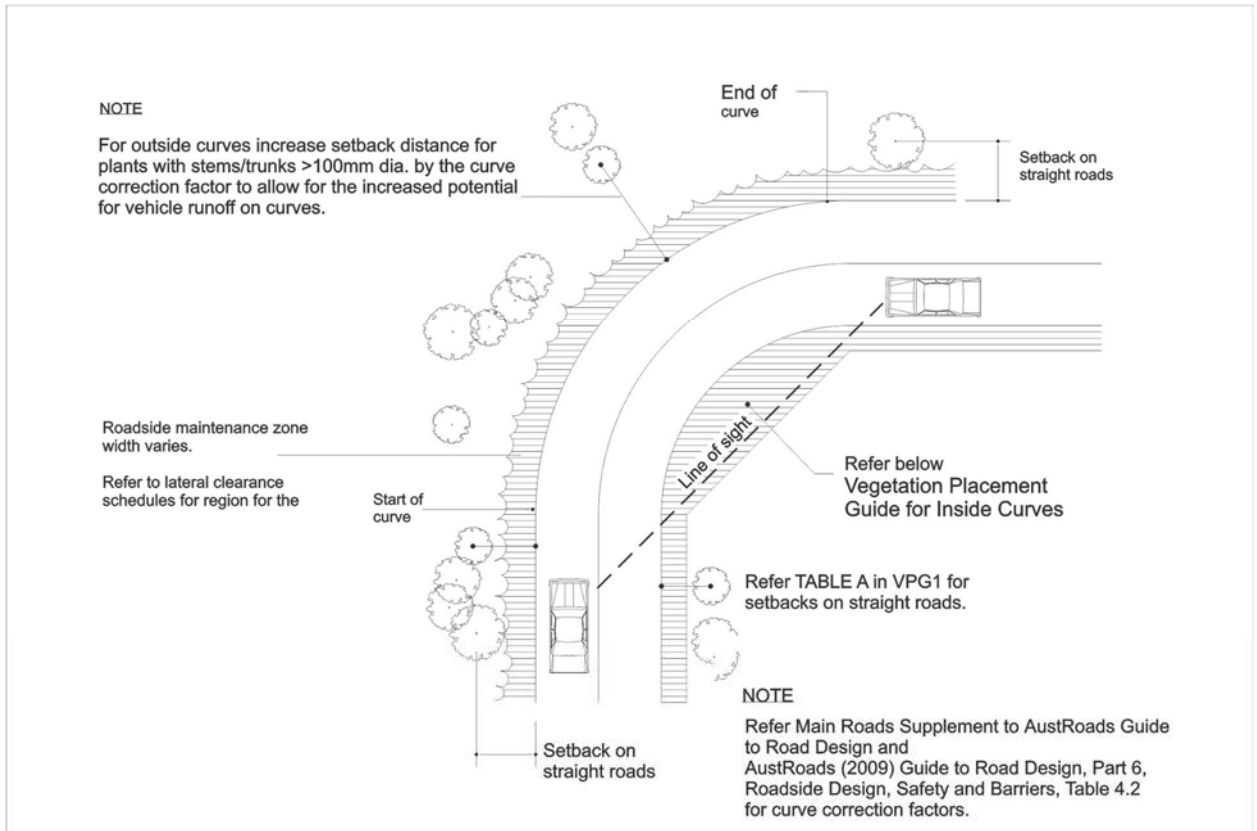 NOTE
For outside curves increase setback distance for
plants with stems/trunks >100mm dia. by the curve
correction factor to allow for the increased potential
for vehicle runoff on curves.
End of
curve
Setback on
straight roads
Roadside maintenance zone
width varies.
Refer to lateral clearance
schedules for region for the
Start of
curve
Line of sight
Refer below
Vegetation Placement
Guide for Inside Curves
Refer TABLE A in VPG1 for
setbacks on straight roads.
Setback on
straight roads
NOTE
Refer Main Roads Supplement to AustRoads Guide
to Road Design and
AustRoads (2009) Guide to Road Design, Part 6,
Roadside Design, Safety and Barriers, Table 4.2
for curve correction factors.